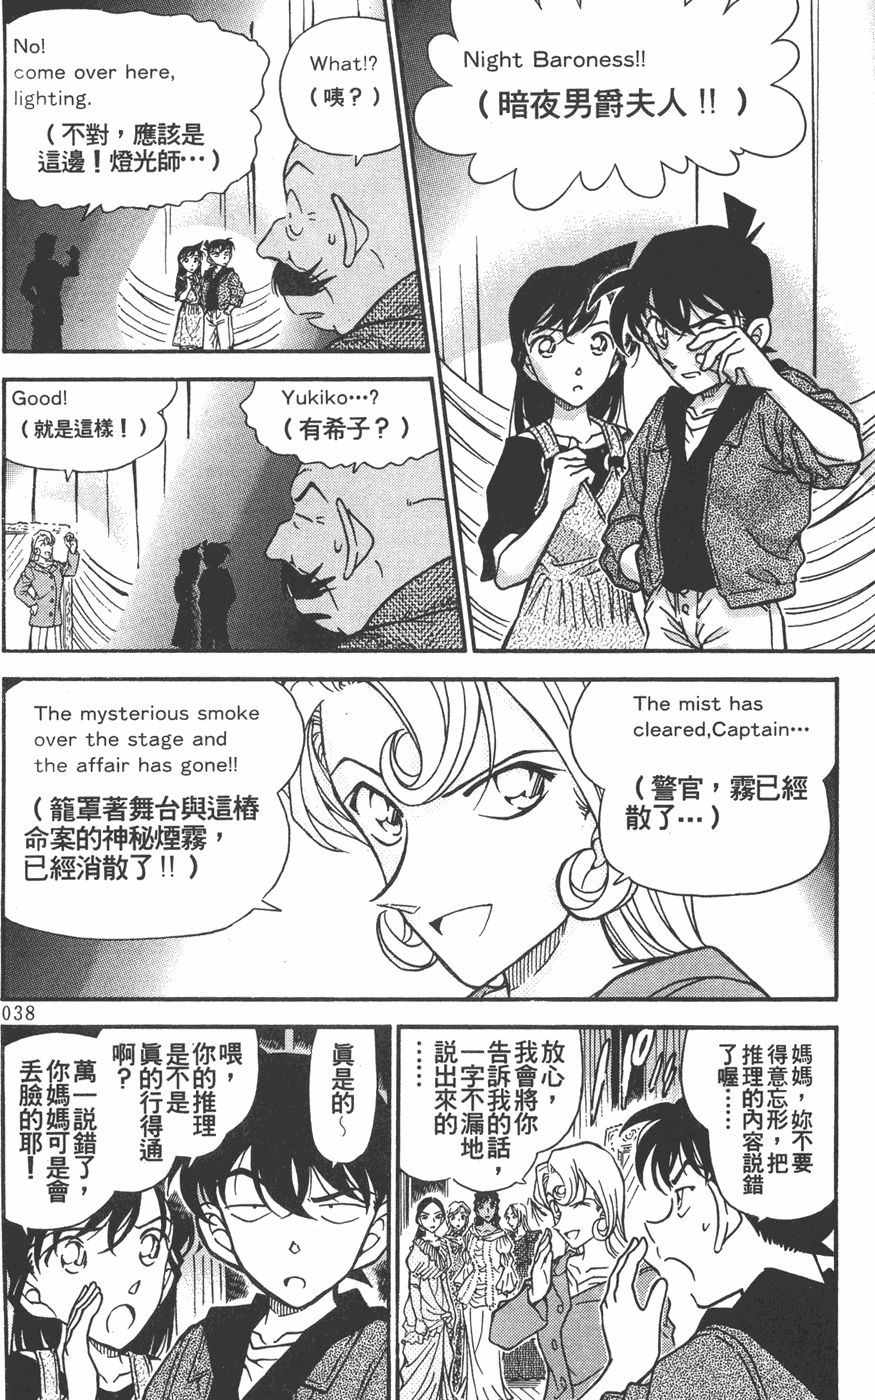 Night Baroness!!
(暗夜男爵夫人!!)
What!?
(咦?)
No!
come over here,
lighting.
(不對，應該是
這邊!燈光師…)
Yukiko…?
(有希子?)
Good!
(就是這樣!)
The mist has
cleared,Captain…
(警官，霧已經
散了…)
The mysterious smoke
over the stage and
the affair has gone!!
(籠罩著舞台與這樁
命案的神秘煙霧，
已經消散了!!)
038
媽媽，妳不要
得意忘形，把
推理的內容說錯
了喔……
放心，
我會將你
告訴我的話，
一字不漏地
說出來的
……
真是的~
喂，
你的推理
是不是
真的行得通
啊?
萬一說錯了，
你媽媽可是會
丟臉的耶!